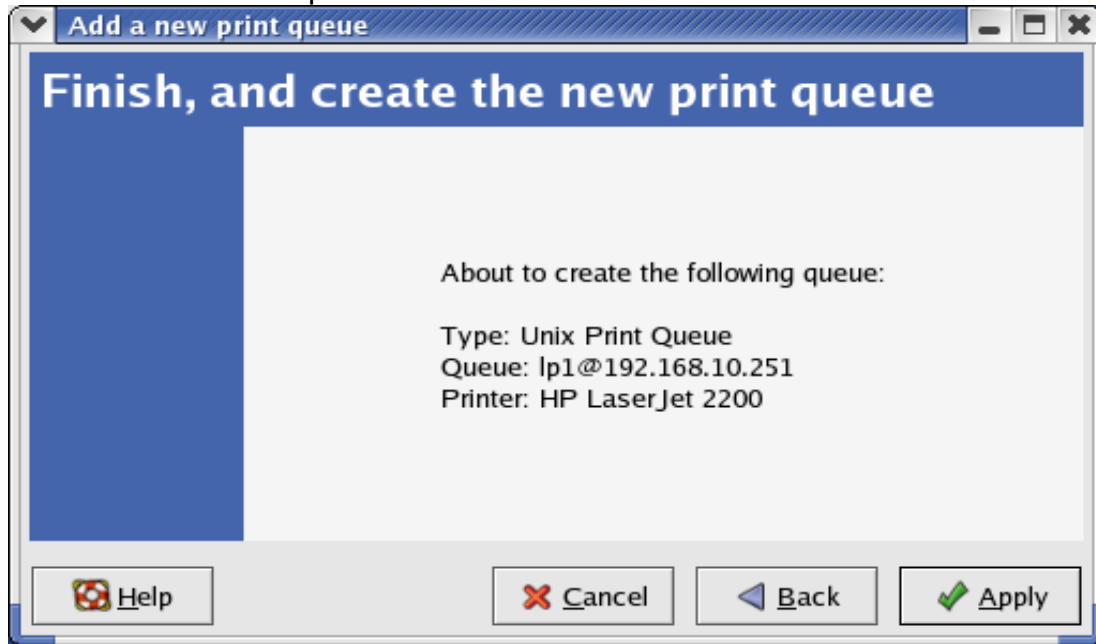 Add a new print queue
Finish, and create the new print queue
About to create the following queue:
Type: Unix Print Queue
Queue: lp1@192.168.10.251
Printer: HP LaserJet 2200
Help
Cancel
Back
Apply